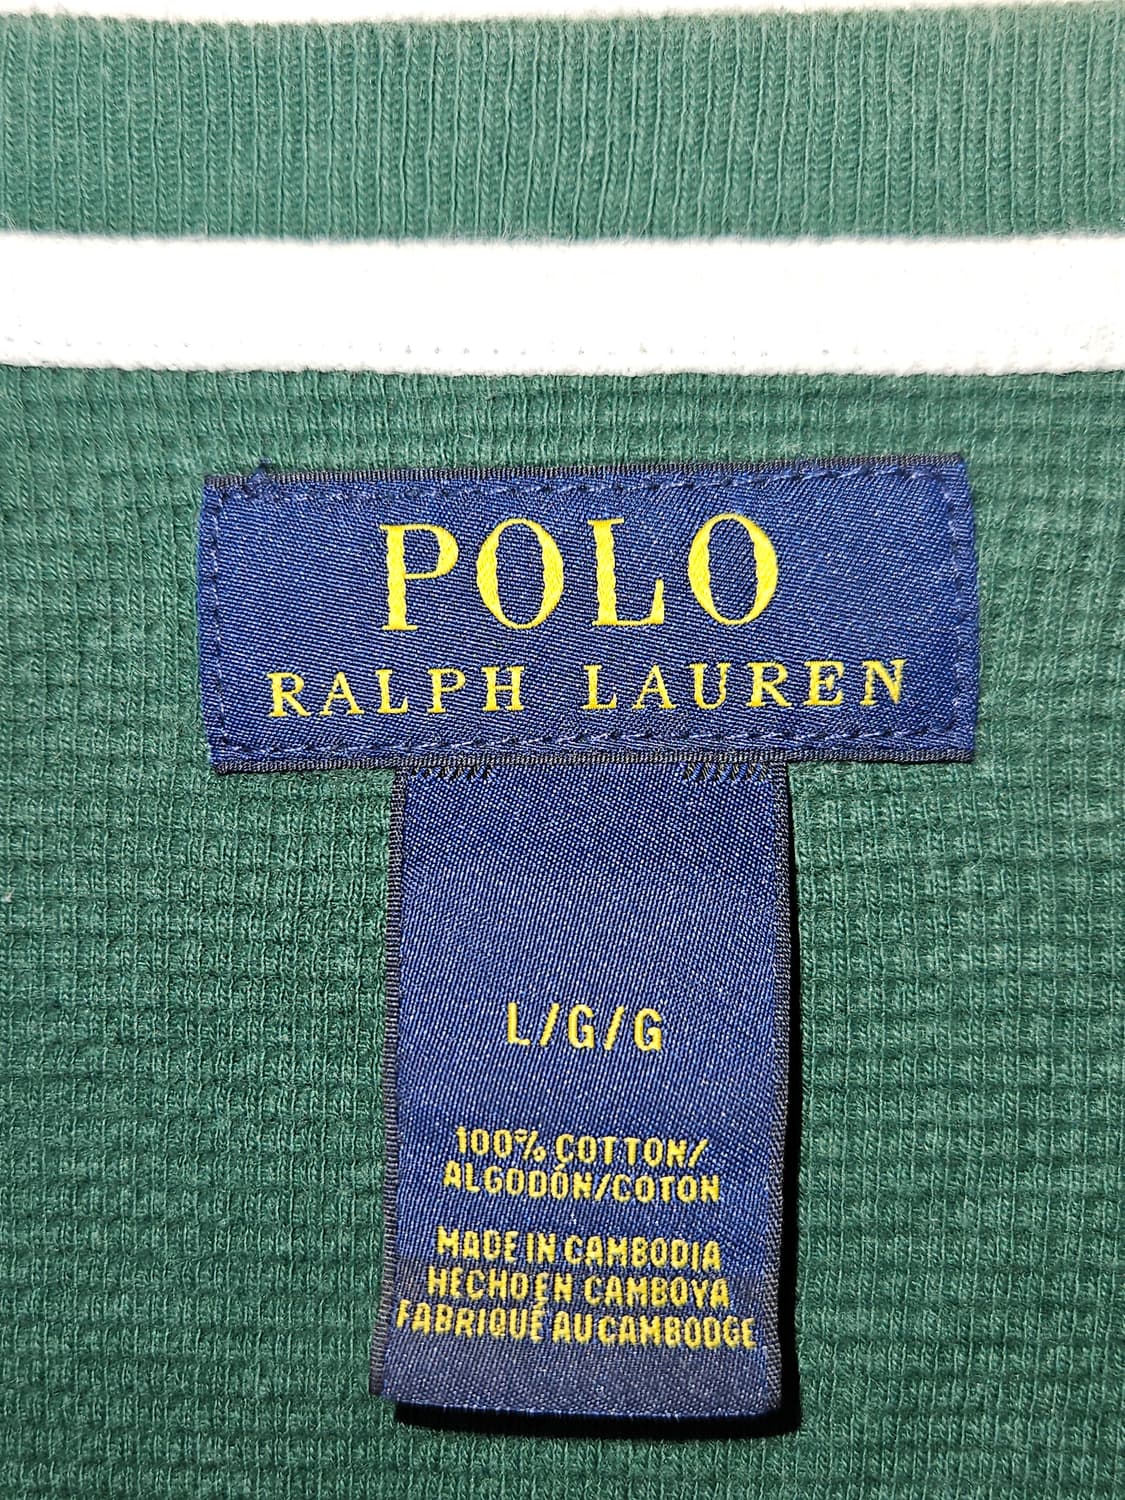 POLO
RALPH LAUREN
L/G/G
100% COTTON/
ALGODÓN/COTON
MADE IN CAMBODIA
HECHO EN CAMBOYA
FABRIQUÉ AU CAMBODGE